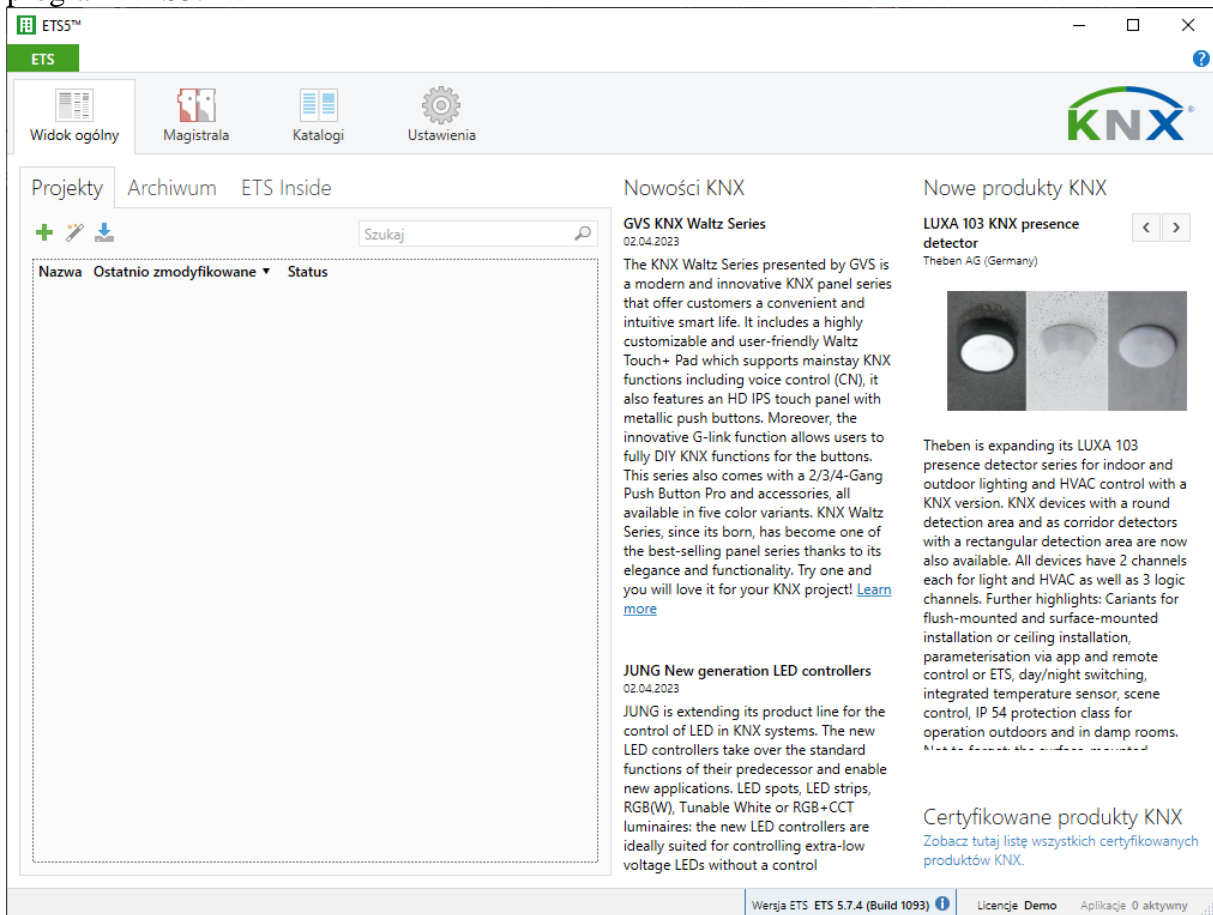 ETS5™
ETS
Widok ogólny
Magistrala
Katalogi
Ustawienia
KNX®
Projekty
Archiwum
ETS Inside
Szukaj
Nazwa Ostatnio zmodyfikowane Status
Nowości KNX
GVS KNX Waltz Series
02.04.2023
The KNX Waltz Series presented by GVS is
a modern and innovative KNX panel series
that offer customers a convenient and
intuitive smart life. It includes a highly
customizable and user-friendly Waltz
Touch+ Pad which supports mainstay KNX
functions including voice control (CN), it
also features an HD IPS touch panel with
metallic push buttons. Moreover, the
innovative G-link function allows users to
fully DIY KNX functions for the buttons.
This series also comes with a 2/3/4-Gang
Push Button Pro and accessories, all
available in five color variants. KNX Waltz
Series, since its born, has become one of
the best-selling panel series thanks to its
elegance and functionality. Try one and
you will love it for your KNX project! Learn
more
JUNG New generation LED controllers
02.04.2023
JUNG is extending its product line for the
control of LED in KNX systems. The new
LED controllers take over the standard
functions of their predecessor and enable
new applications. LED spots, LED strips,
RGB(W), Tunable White or RGB+CCT
luminaires: the new LED controllers are
ideally suited for controlling extra-low
voltage LEDs without a control
Nowe produkty KNX
LUXA 103 KNX presence
detector
Theben AG (Germany)
Theben is expanding its LUXA 103
presence detector series for indoor and
outdoor lighting and HVAC control with a
KNX version. KNX devices with a round
detection area and as corridor detectors
with a rectangular detection area are now
also available. All devices have 2 channels
each for light and HVAC as well as 3 logic
channels. Further highlights: Cariants for
flush-mounted and surface-mounted
installation or ceiling installation,
parameterisation via app and remote
control or ETS, day/night switching,
integrated temperature sensor, scene
control, IP 54 protection class for
operation outdoors and in damp rooms.
Certyfikowane produkty KNX
Zobacz tutaj listę wszystkich certyfikowanych
produktów KNX.
Wersja ETS ETS 5.7.4 (Build 1093) Licencje Demo Aplikacje 0 aktywny